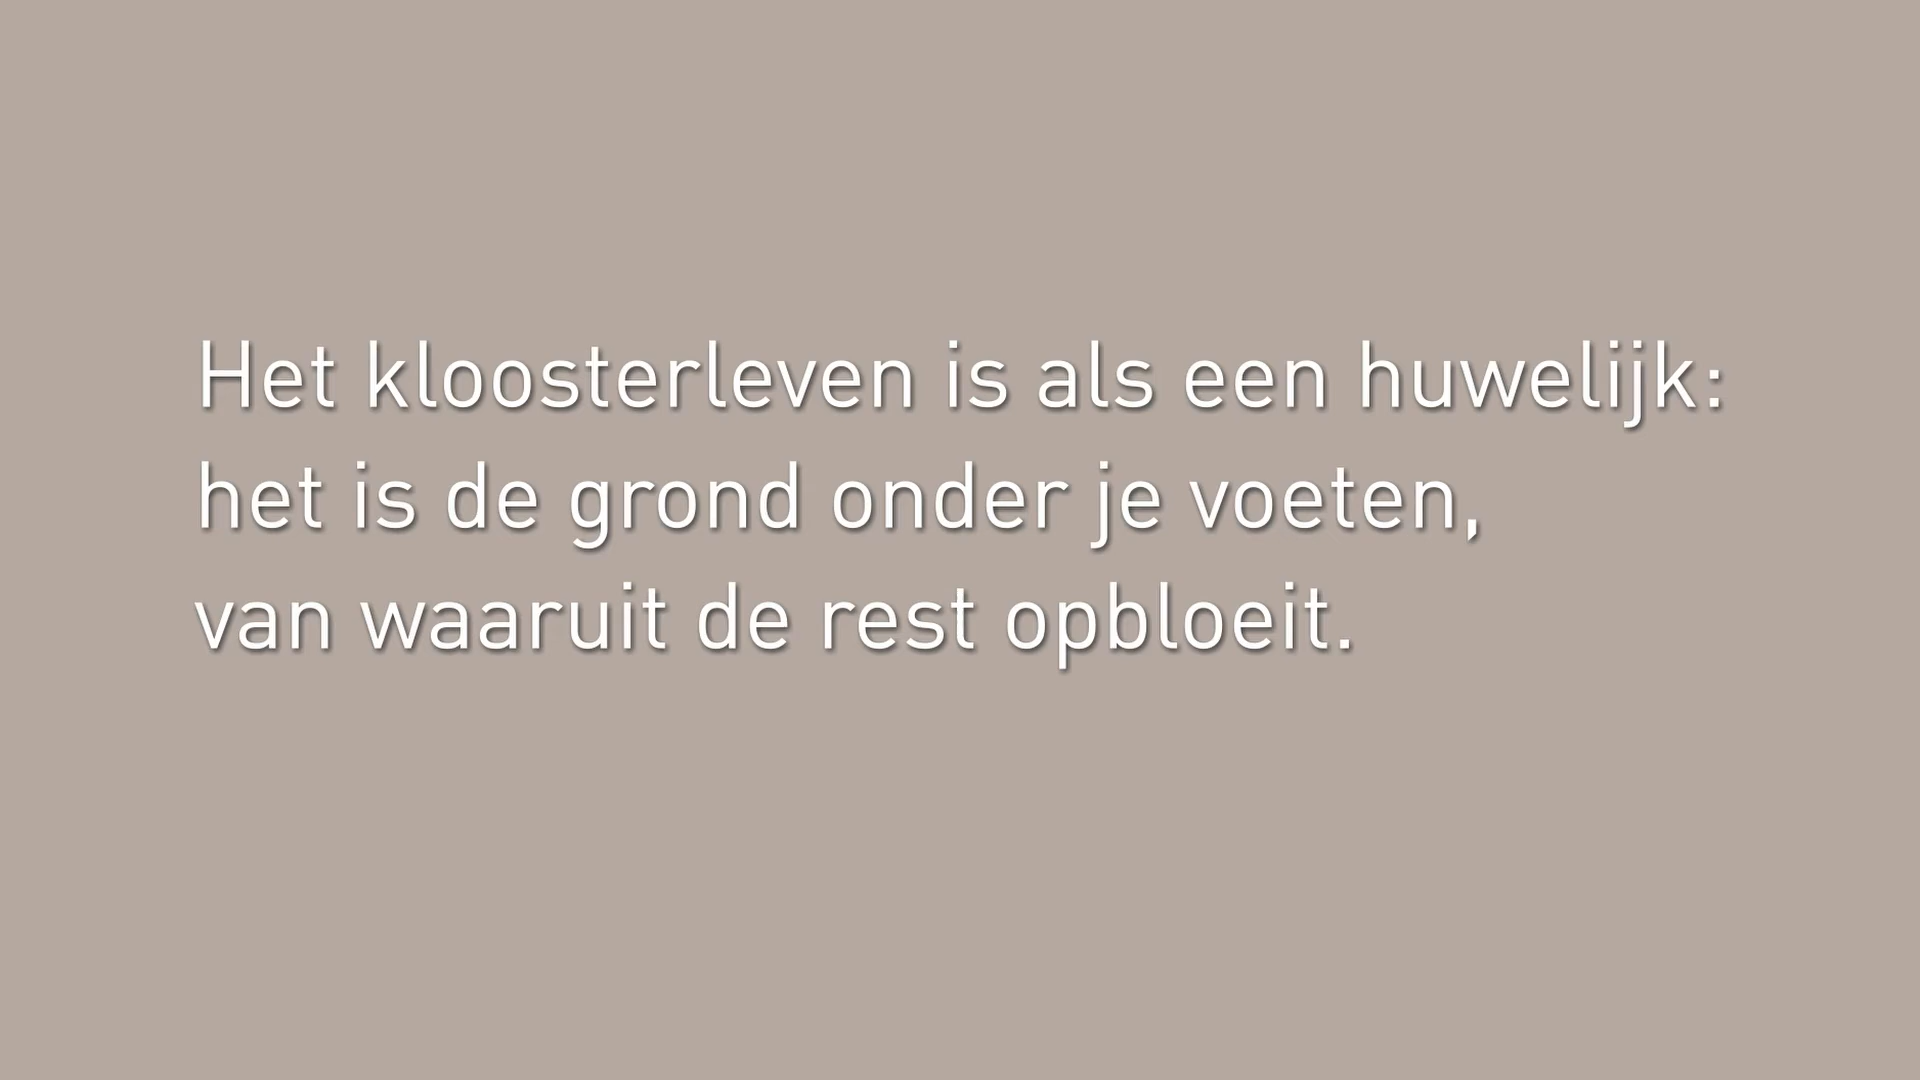 Het kloosterleven is als een huwelijk:
het is de grond onder je voeten,
van waaruit de rest opbloeit.